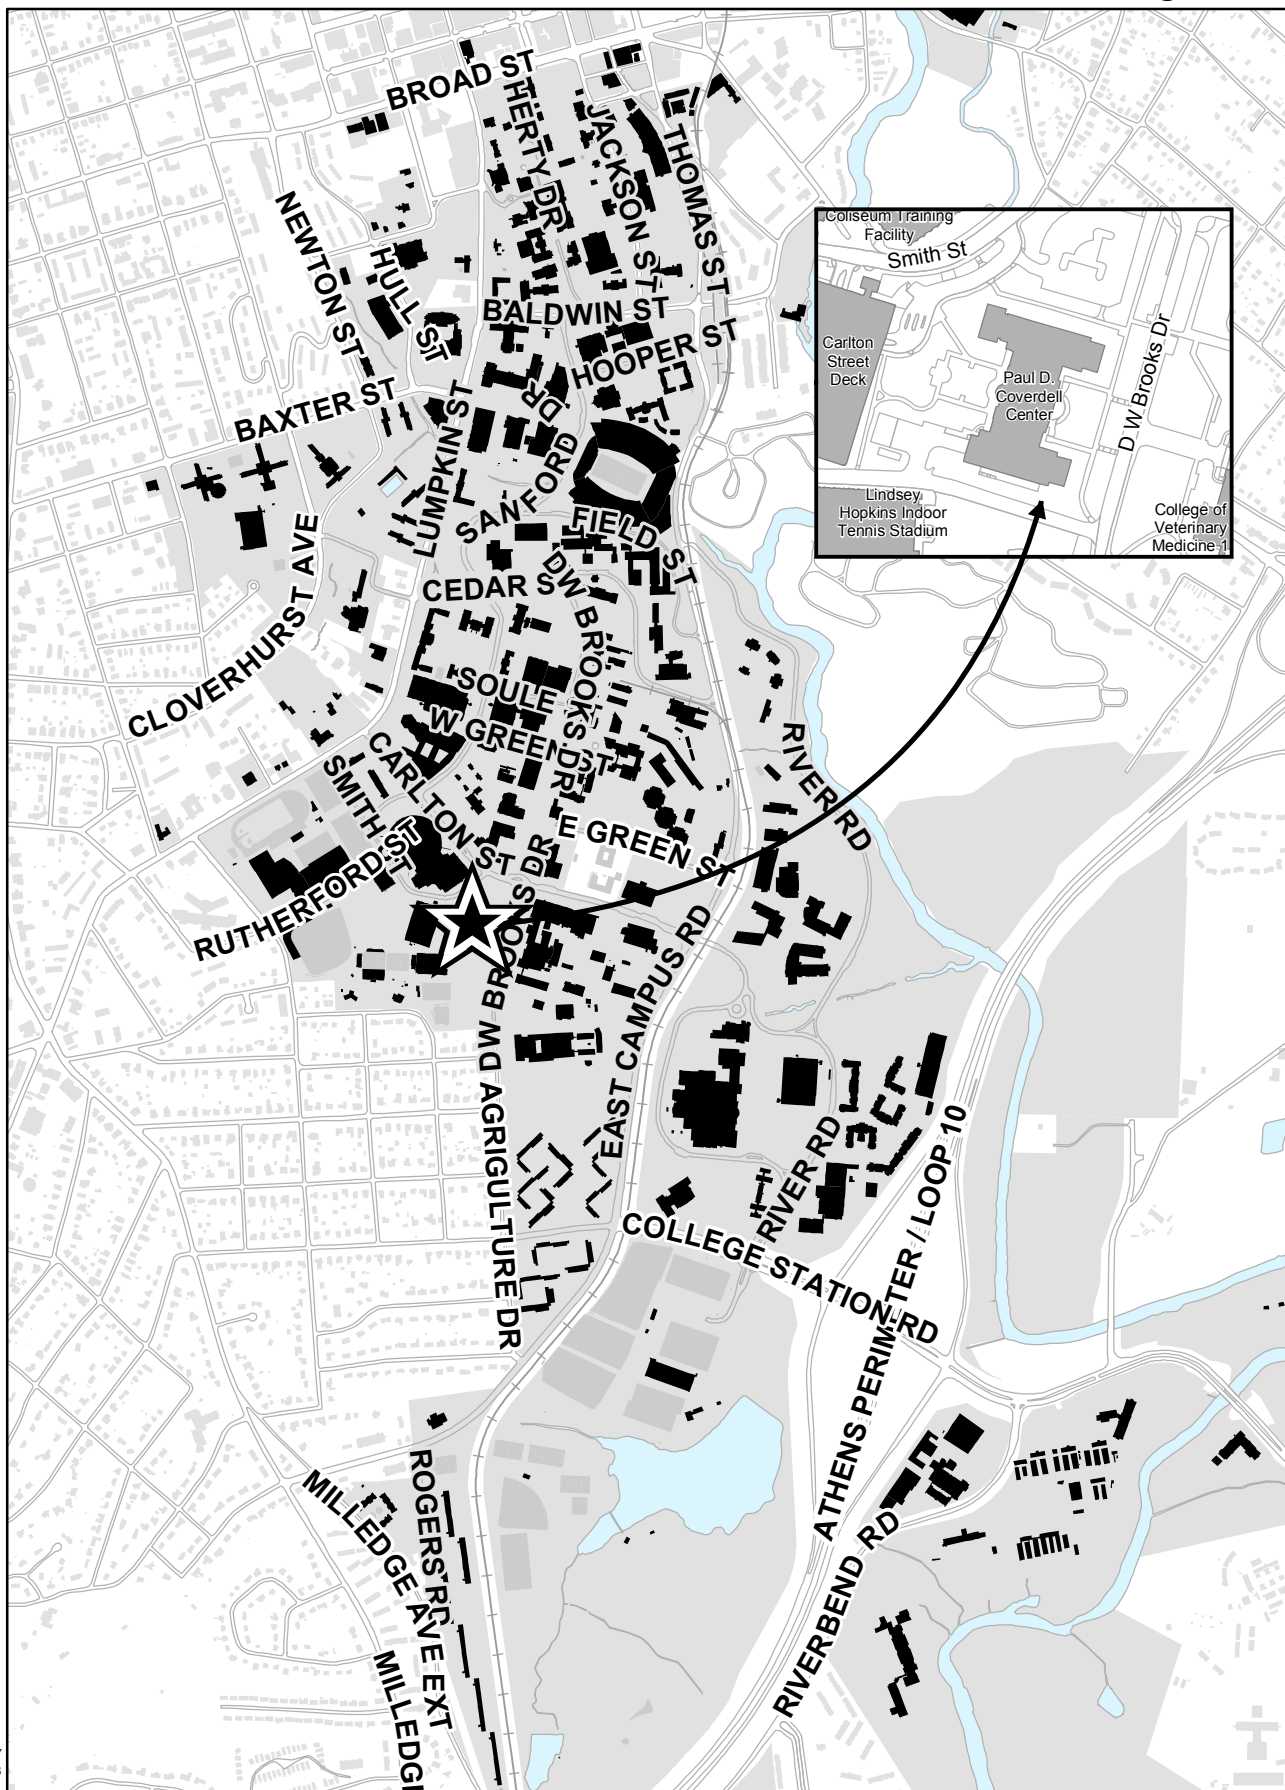 BROAD ST
HERTY DR
JACKSON ST
THOMAS ST
NEWTON ST
HULL ST
BALDWIN ST
HOOPER ST
BAXTER ST
LUMPKIN ST
SANFORD DR
FIELD ST
CLOVERHURST AVE
CEDAR S
DW BROOKS DR
SOULE
W GREEN ST
CARLTON ST
SMITH ST
RUTHERFORD ST
E GREEN ST
RIVER RD
DW BROOKS DR
EAST CAMPUS RD
AGRIGULTURE DR
RIVER RD
COLLEGE STATION RD
ATHENS PERIMETER / LOOP 10
RIVERBEND RD
ROGERS RD
MILLEDGE AVE EXT
MILLEDGE
Coliseum Training
Facility
Smith St
Carlton
Street
Deck
Paul D.
Coverdell
Center
D W Brooks Dr
Lindsey
Hopkins Indoor
Tennis Stadium
College of
Veterinary
Medicine 1